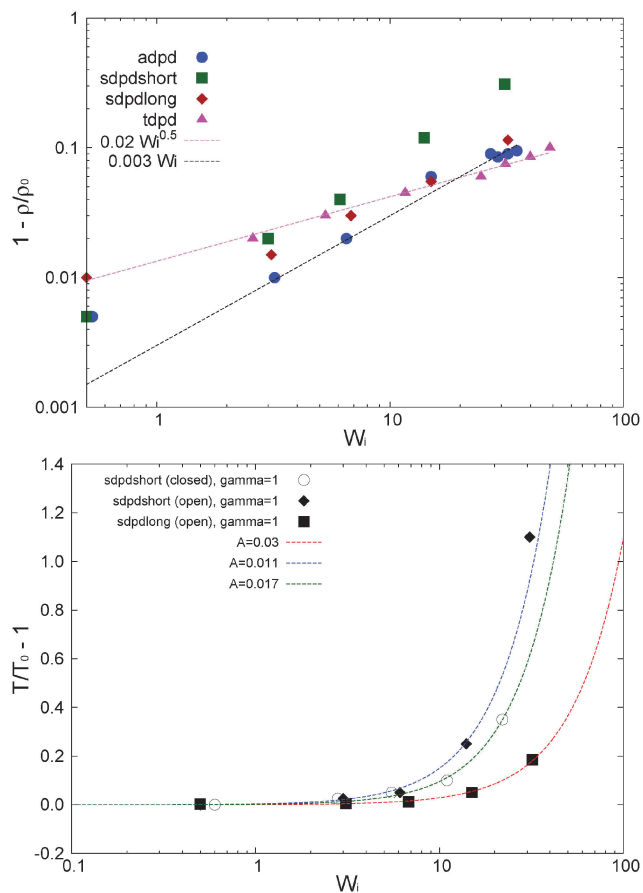 1
0.1
0.01
0.001
1 - ρ/ρ0
adpd
sdpdshort
sdpdlong
tdpd
0.02 Wi^0.5
0.003 Wi
1
10
100
Wi
1.4
1.2
1.0
0.8
0.6
0.4
0.2
0.0
-0.2
T/T0 - 1
sdpdshort (closed), gamma=1
sdpdshort (open), gamma=1
sdpdlong (open), gamma=1
A=0.03
A=0.011
A=0.017
0.1
1
10
100
Wi